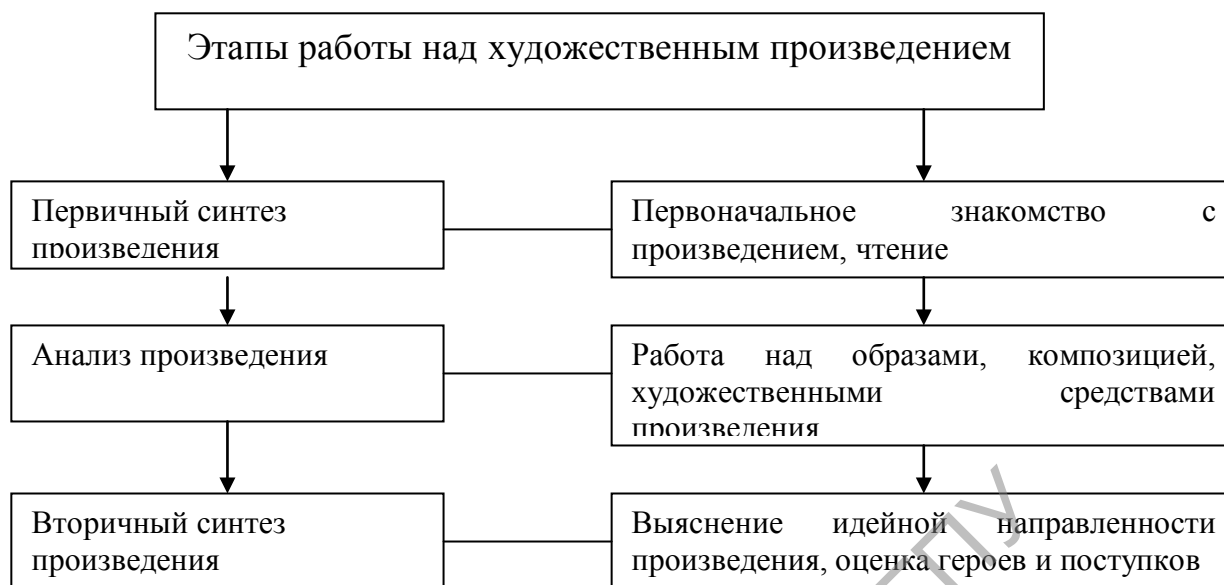 Этапы работы над художественным произведением
Первичный синтез
произведения
Первоначальное знакомство с
произведением, чтение
Анализ произведения
Работа над образами, композицией,
художественными средствами
произведения
Вторичный синтез
произведения
Выяснение идейной направленности
произведения, оценка героев и поступков